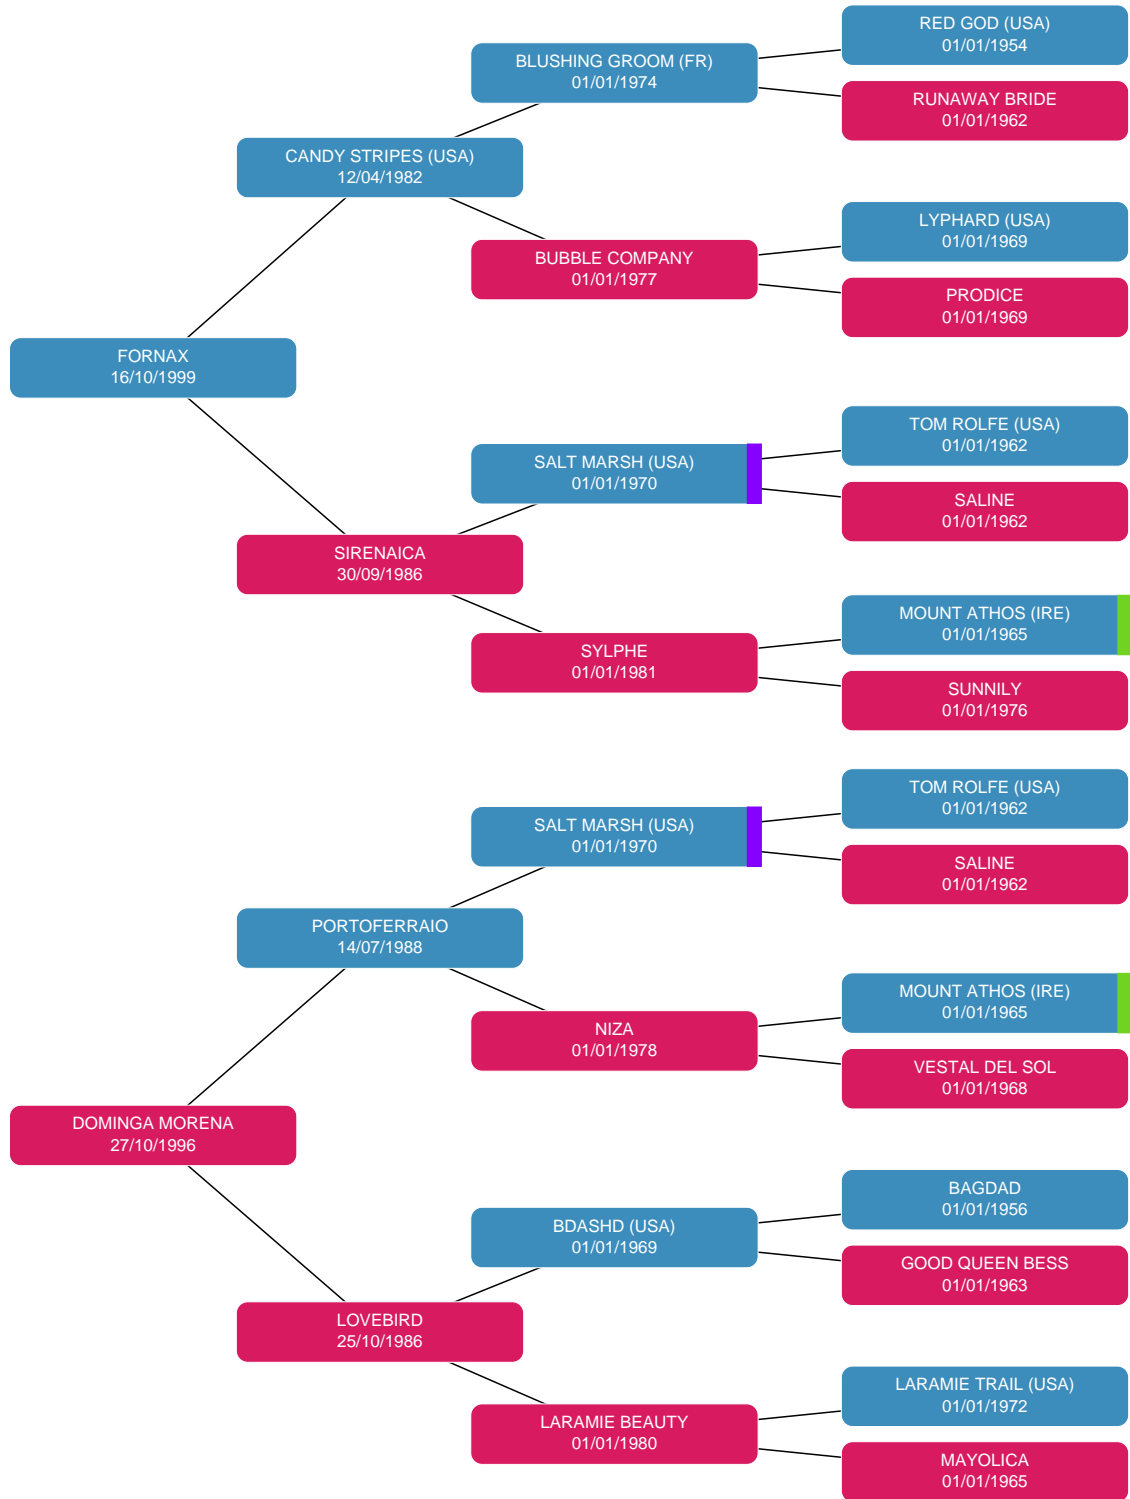 RED GOD (USA)
01/01/1954
BLUSHING GROOM (FR)
01/01/1974
RUNAWAY BRIDE
01/01/1962
CANDY STRIPES (USA)
12/04/1982
LYPHARD (USA)
01/01/1969
BUBBLE COMPANY
01/01/1977
PRODICE
01/01/1969
FORNAX
16/10/1999
TOM ROLFE (USA)
01/01/1962
SALT MARSH (USA)
01/01/1970
SALINE
01/01/1962
SIRENAICA
30/09/1986
MOUNT ATHOS (IRE)
01/01/1965
SYLPHE
01/01/1981
SUNNILY
01/01/1976
TOM ROLFE (USA)
01/01/1962
SALT MARSH (USA)
01/01/1970
SALINE
01/01/1962
PORTOFERRAIO
14/07/1988
MOUNT ATHOS (IRE)
01/01/1965
NIZA
01/01/1978
VESTAL DEL SOL
01/01/1968
DOMINGA MORENA
27/10/1996
BAGDAD
01/01/1956
BDASHD (USA)
01/01/1969
GOOD QUEEN BESS
01/01/1963
LOVEBIRD
25/10/1986
LARAMIE TRAIL (USA)
01/01/1972
LARAMIE BEAUTY
01/01/1980
MAYOLICA
01/01/1965